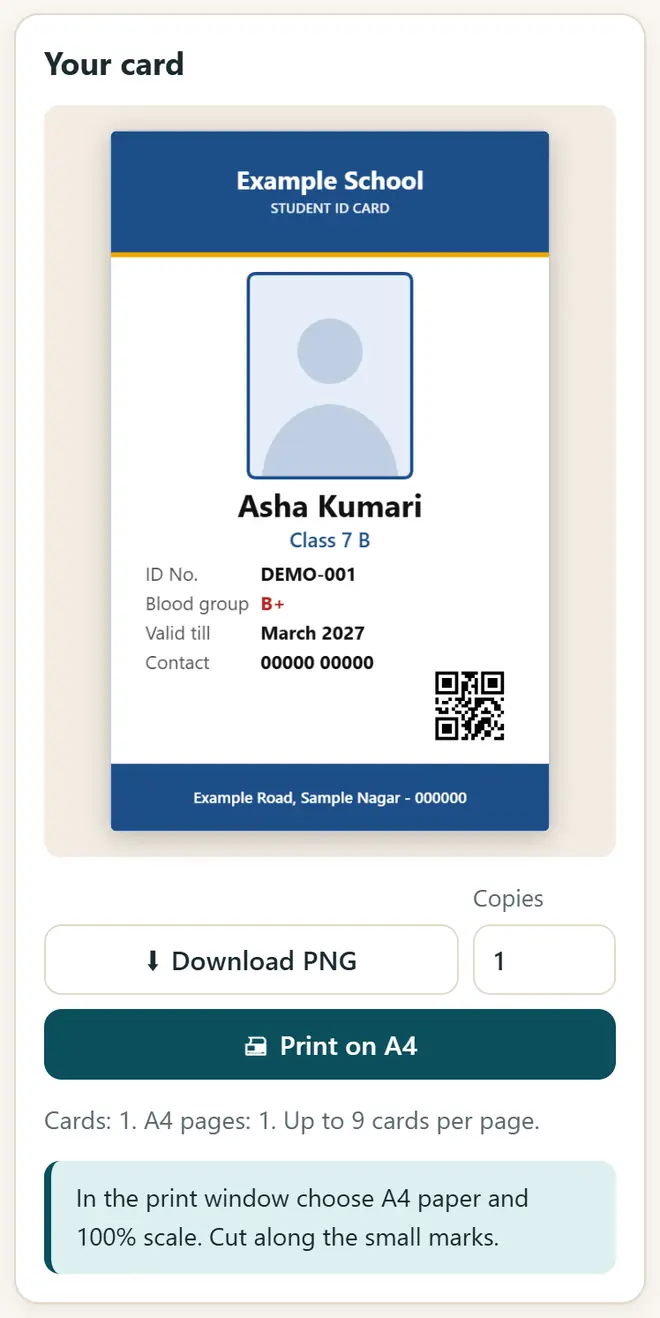 Your card
Example School
STUDENT ID CARD
Asha Kumari
Class 7 B
ID No. DEMO-001
Blood group B+
Valid till March 2027
Contact 00000 00000
Example Road, Sample Nagar - 000000
Copies
⬇ Download PNG 1
🖨 Print on A4
Cards: 1. A4 pages: 1. Up to 9 cards per page.
In the print window choose A4 paper and
100% scale. Cut along the small marks.